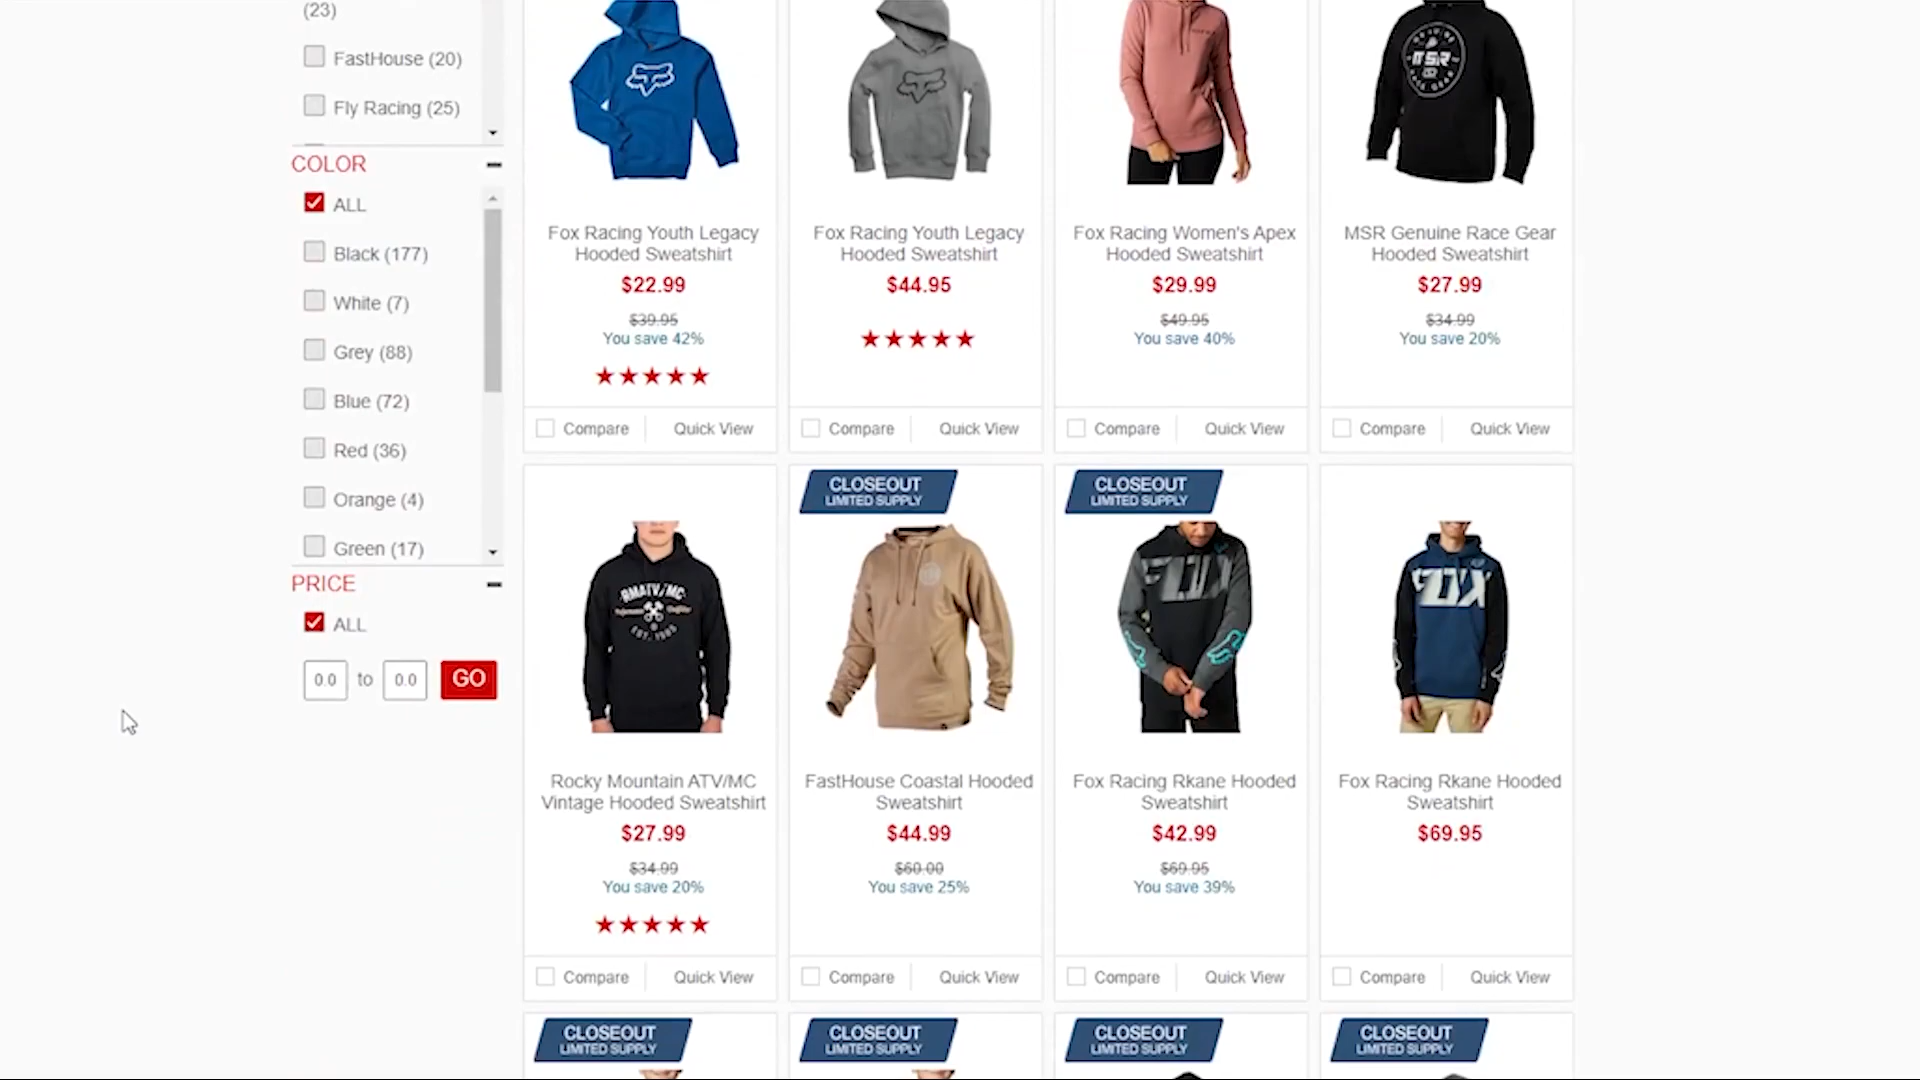 (23)
FastHouse (20)
Fly Racing (25)
COLOR
ALL
Black (177)
White (7)
Grey (88)
Blue (72)
Red (36)
Orange (4)
Green (17)
PRICE
ALL
0.0 to 0.0 GO
MSR
Fox Racing Youth Legacy
Hooded Sweatshirt
$22.99
$39.95
You save 42%
Compare
Quick View
Fox Racing Youth Legacy
Hooded Sweatshirt
$44.95
Compare
Quick View
Fox Racing Women's Apex
Hooded Sweatshirt
$29.99
$49.95
You save 40%
Compare
Quick View
MSR Genuine Race Gear
Hooded Sweatshirt
$27.99
$34.99
You save 20%
Compare
Quick View
RMATV/MC
EST. 1985
Rocky Mountain ATV/MC
Vintage Hooded Sweatshirt
$27.99
$34.99
You save 20%
Compare
Quick View
CLOSEOUT
LIMITED SUPPLY
FastHouse Coastal Hooded
Sweatshirt
$44.99
$60.00
You save 25%
Compare
Quick View
CLOSEOUT
LIMITED SUPPLY
FOX
Fox Racing Rkane Hooded
Sweatshirt
$42.99
$69.95
You save 39%
Compare
Quick View
FOX
Fox Racing Rkane Hooded
Sweatshirt
$69.95
Compare
Quick View
CLOSEOUT
LIMITED SUPPLY
CLOSEOUT
LIMITED SUPPLY
CLOSEOUT
LIMITED SUPPLY
CLOSEOUT
LIMITED SUPPLY